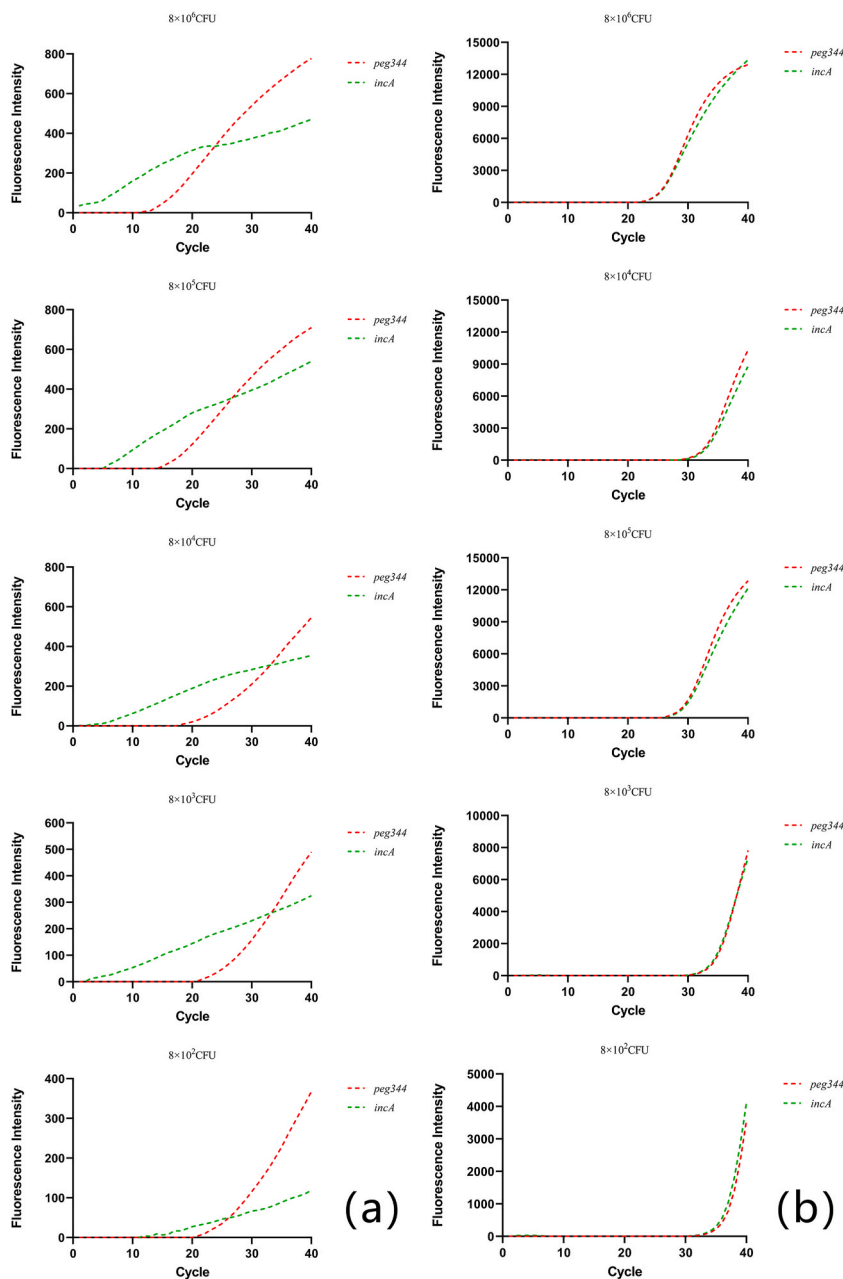 8×10⁶CFU
800
600
400
200
0
0 10 20 30 40
Fluorescence Intensity
Cycle
peg344
incA
8×10⁶CFU
15000
12000
9000
6000
3000
0
0 10 20 30 40
Fluorescence Intensity
Cycle
peg344
incA
8×10⁵CFU
800
600
400
200
0
0 10 20 30 40
Fluorescence Intensity
Cycle
peg344
incA
8×10⁴CFU
15000
12000
9000
6000
3000
0
0 10 20 30 40
Fluorescence Intensity
Cycle
peg344
incA
8×10⁴CFU
800
600
400
200
0
0 10 20 30 40
Fluorescence Intensity
Cycle
peg344
incA
8×10⁵CFU
15000
12000
9000
6000
3000
0
0 10 20 30 40
Fluorescence Intensity
Cycle
peg344
incA
8×10³CFU
600
500
400
300
200
100
0
0 10 20 30 40
Fluorescence Intensity
Cycle
peg344
incA
8×10³CFU
10000
8000
6000
4000
2000
0
0 10 20 30 40
Fluorescence Intensity
Cycle
peg344
incA
8×10²CFU
400
300
200
100
0
0 10 20 30 40
Fluorescence Intensity
Cycle
peg344
incA
(a)
8×10²CFU
5000
4000
3000
2000
1000
0
0 10 20 30 40
Fluorescence Intensity
Cycle
peg344
incA
(b)